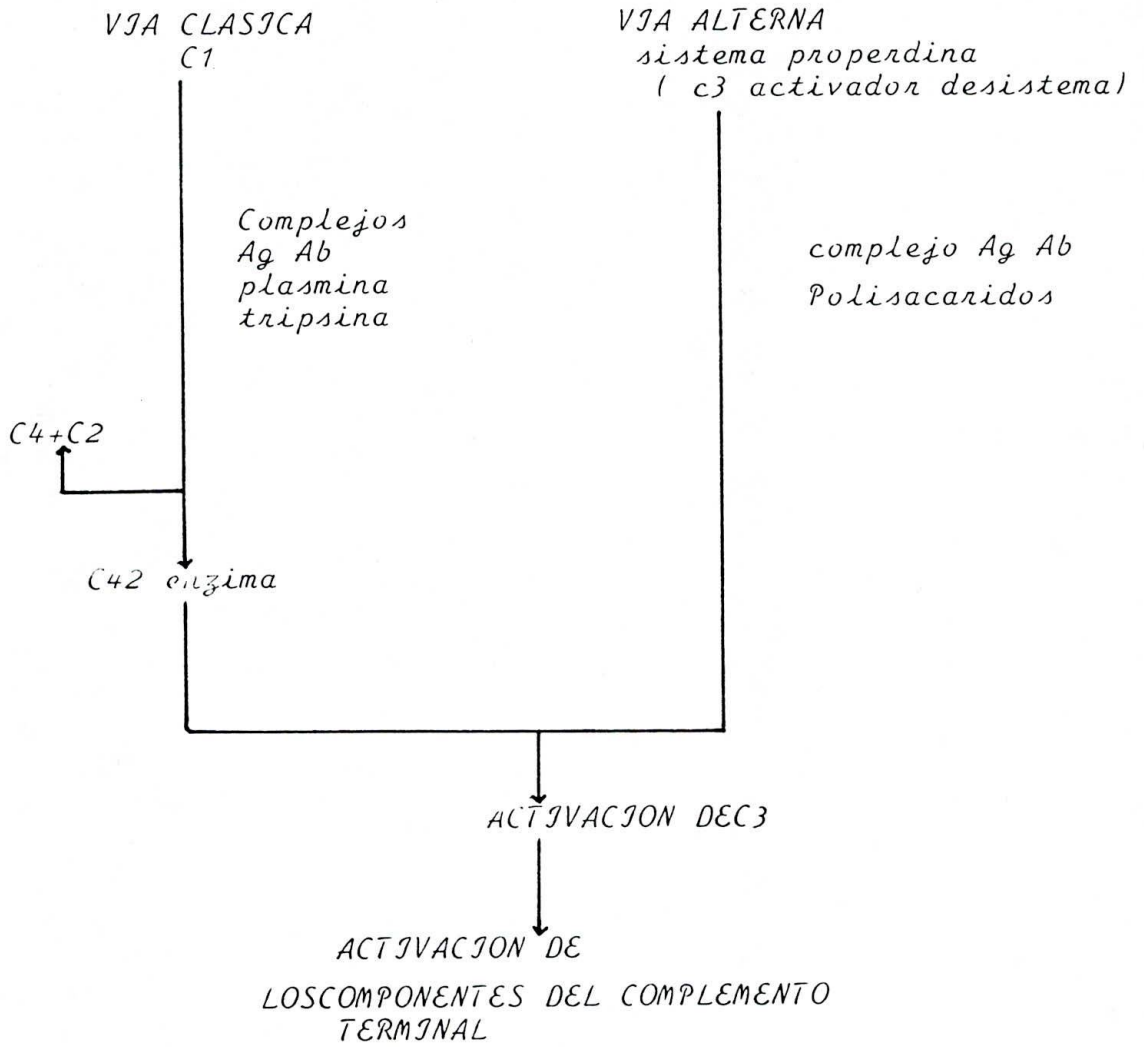 VIA CLASICA
C1
VIA ALTERNA
sistema properdina
( c3 activador desistema)
Complejos
Ag Ab
plasmina
tripsina
complejo Ag Ab
Polisacaridos
C4+C2
C42 enzima
ACTIVACION DEC3
ACTIVACION DE
LOSCOMPONENTES DEL COMPLEMENTO
TERMINAL